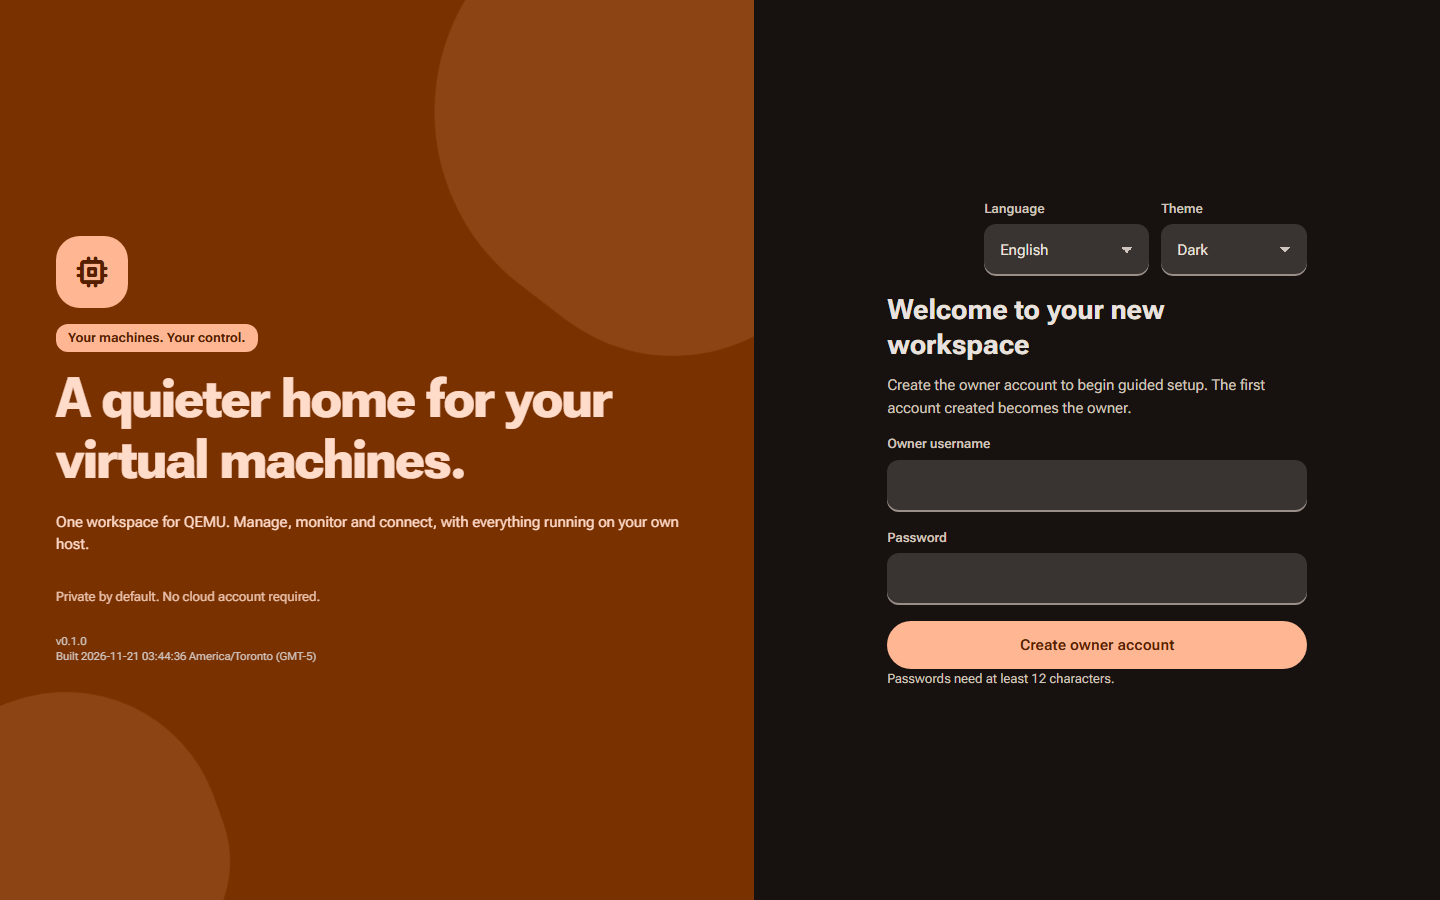 Your machines. Your control.
A quieter home for your
virtual machines.
One workspace for QEMU. Manage, monitor and connect, with everything running on your own
host.
Private by default. No cloud account required.
v0.1.0
Built 2026-11-21 03:44:36 America/Toronto (GMT-5)
Language
Theme
English
Dark
Welcome to your new
workspace
Create the owner account to begin guided setup. The first
account created becomes the owner.
Owner username
Password
Create owner account
Passwords need at least 12 characters.